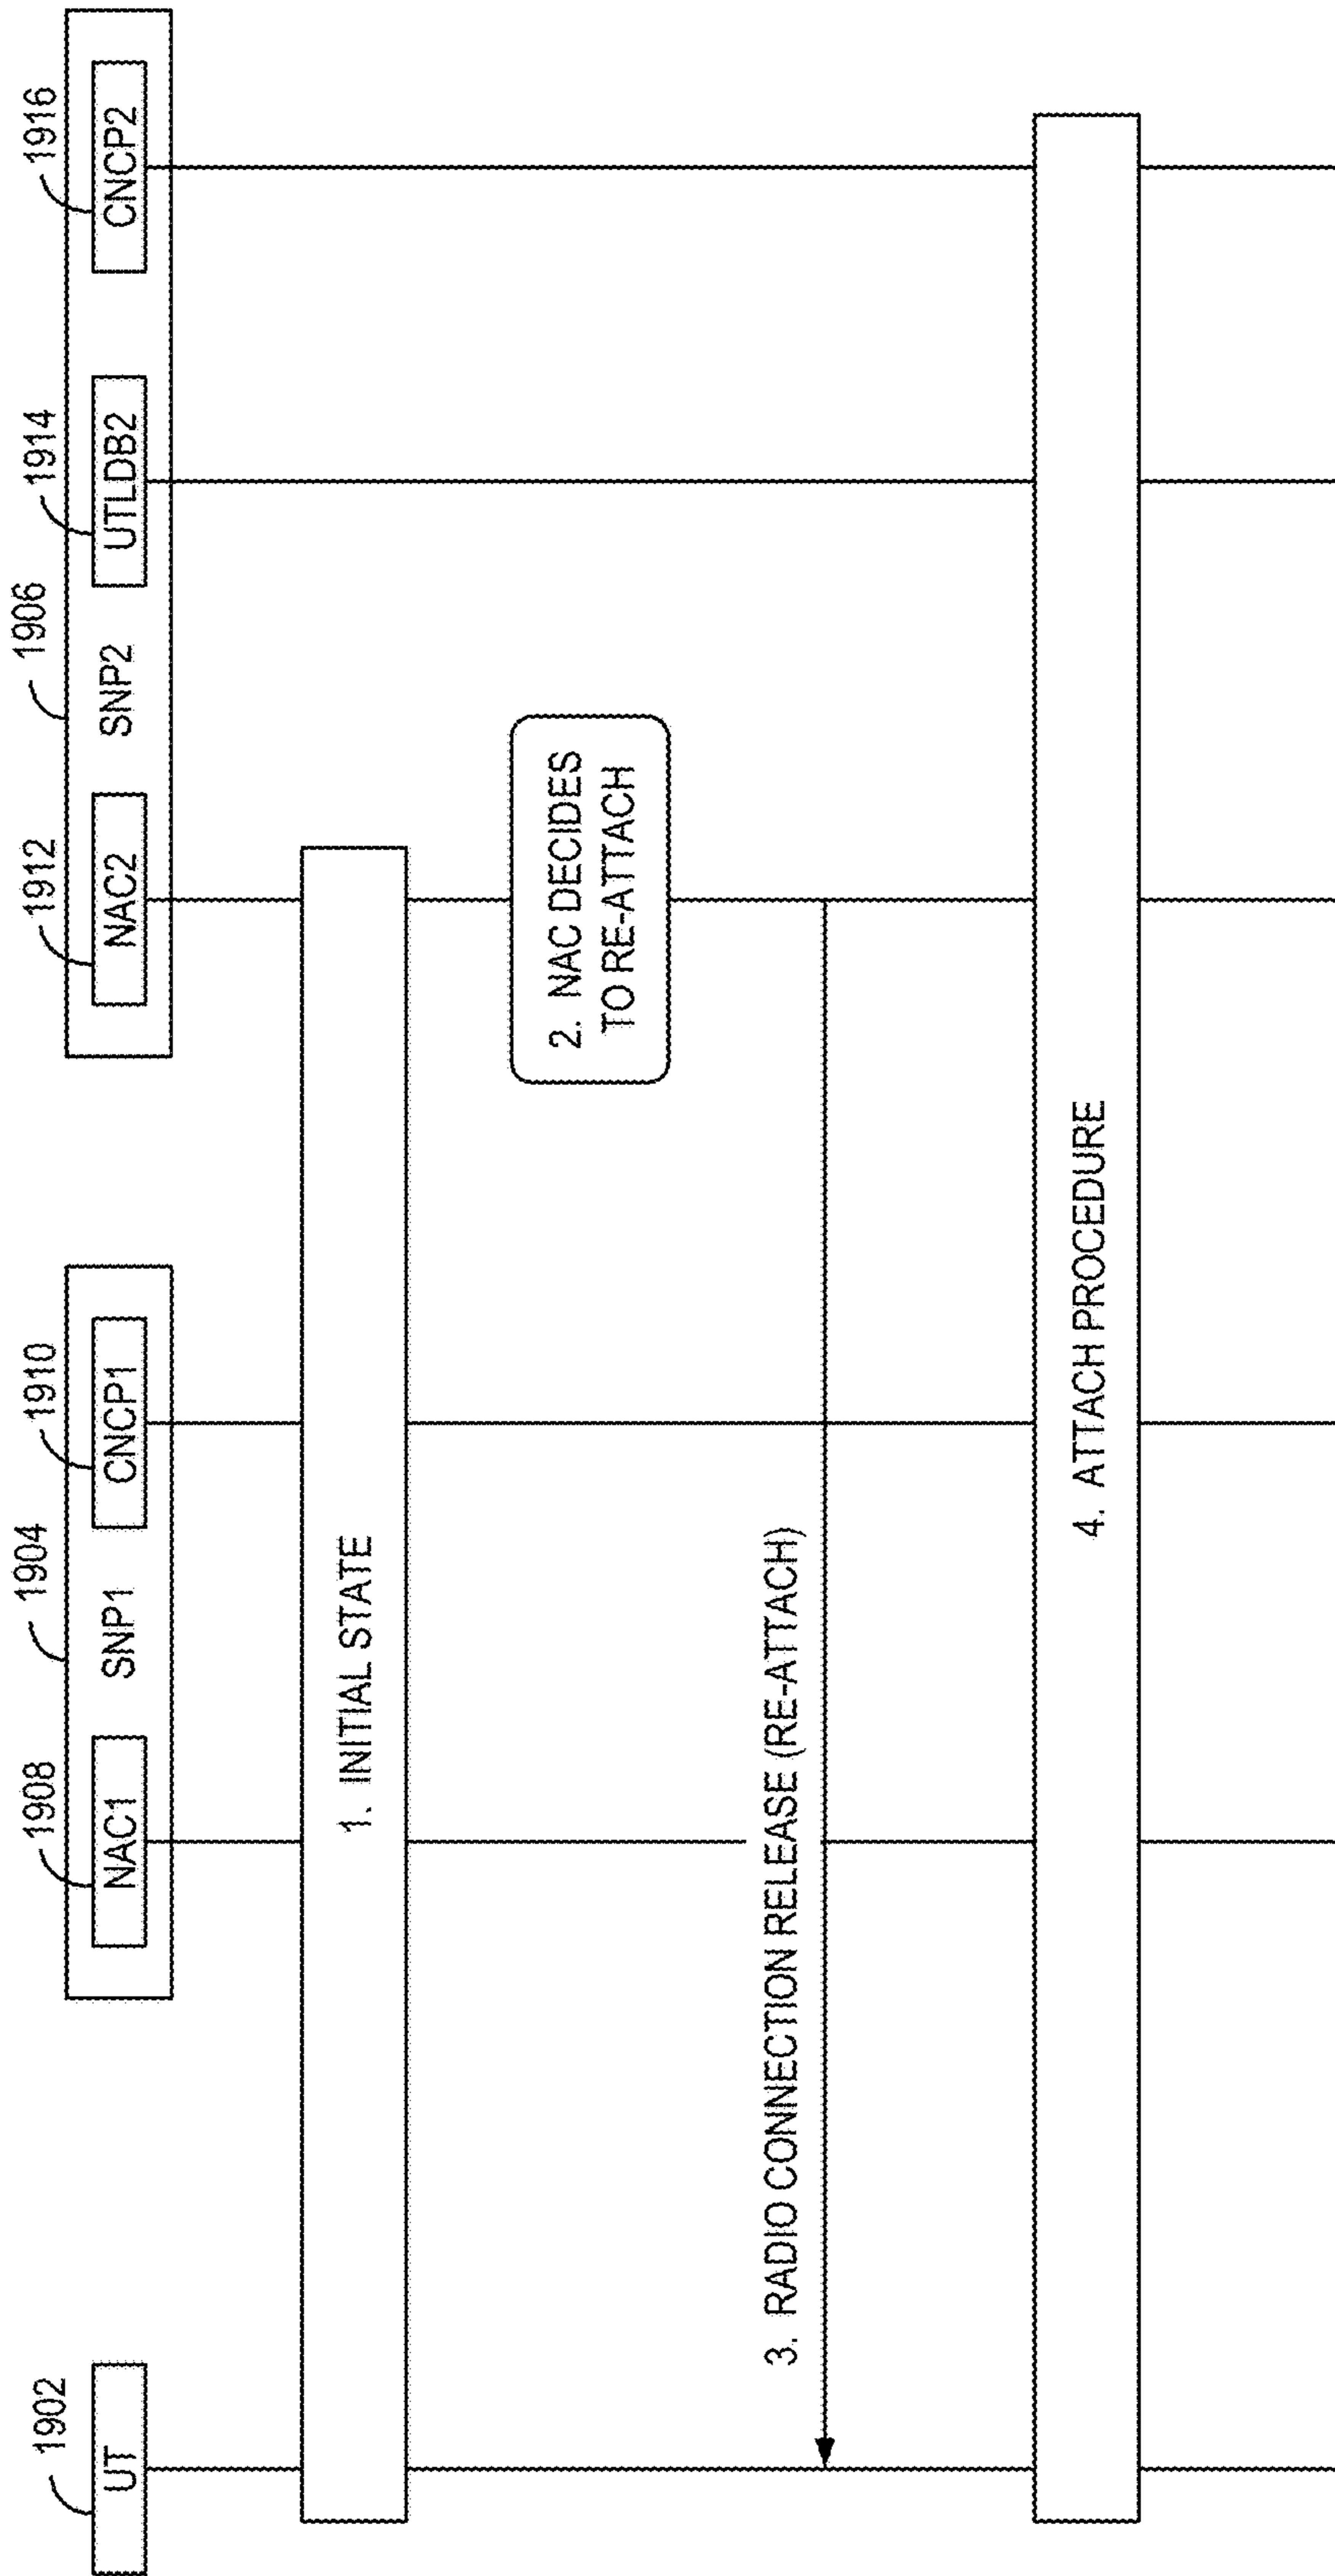 1902
1904
1906
1908
1910
1912
1914
1916
UT
NAC1
SNP1
CNCP1
NAC2
SNP2
UTLDB2
CNCP2
1. INITIAL STATE
2. NAC DECIDES
TO RE-ATTACH
3. RADIO CONNECTION RELEASE (RE-ATTACH)
4. ATTACH PROCEDURE